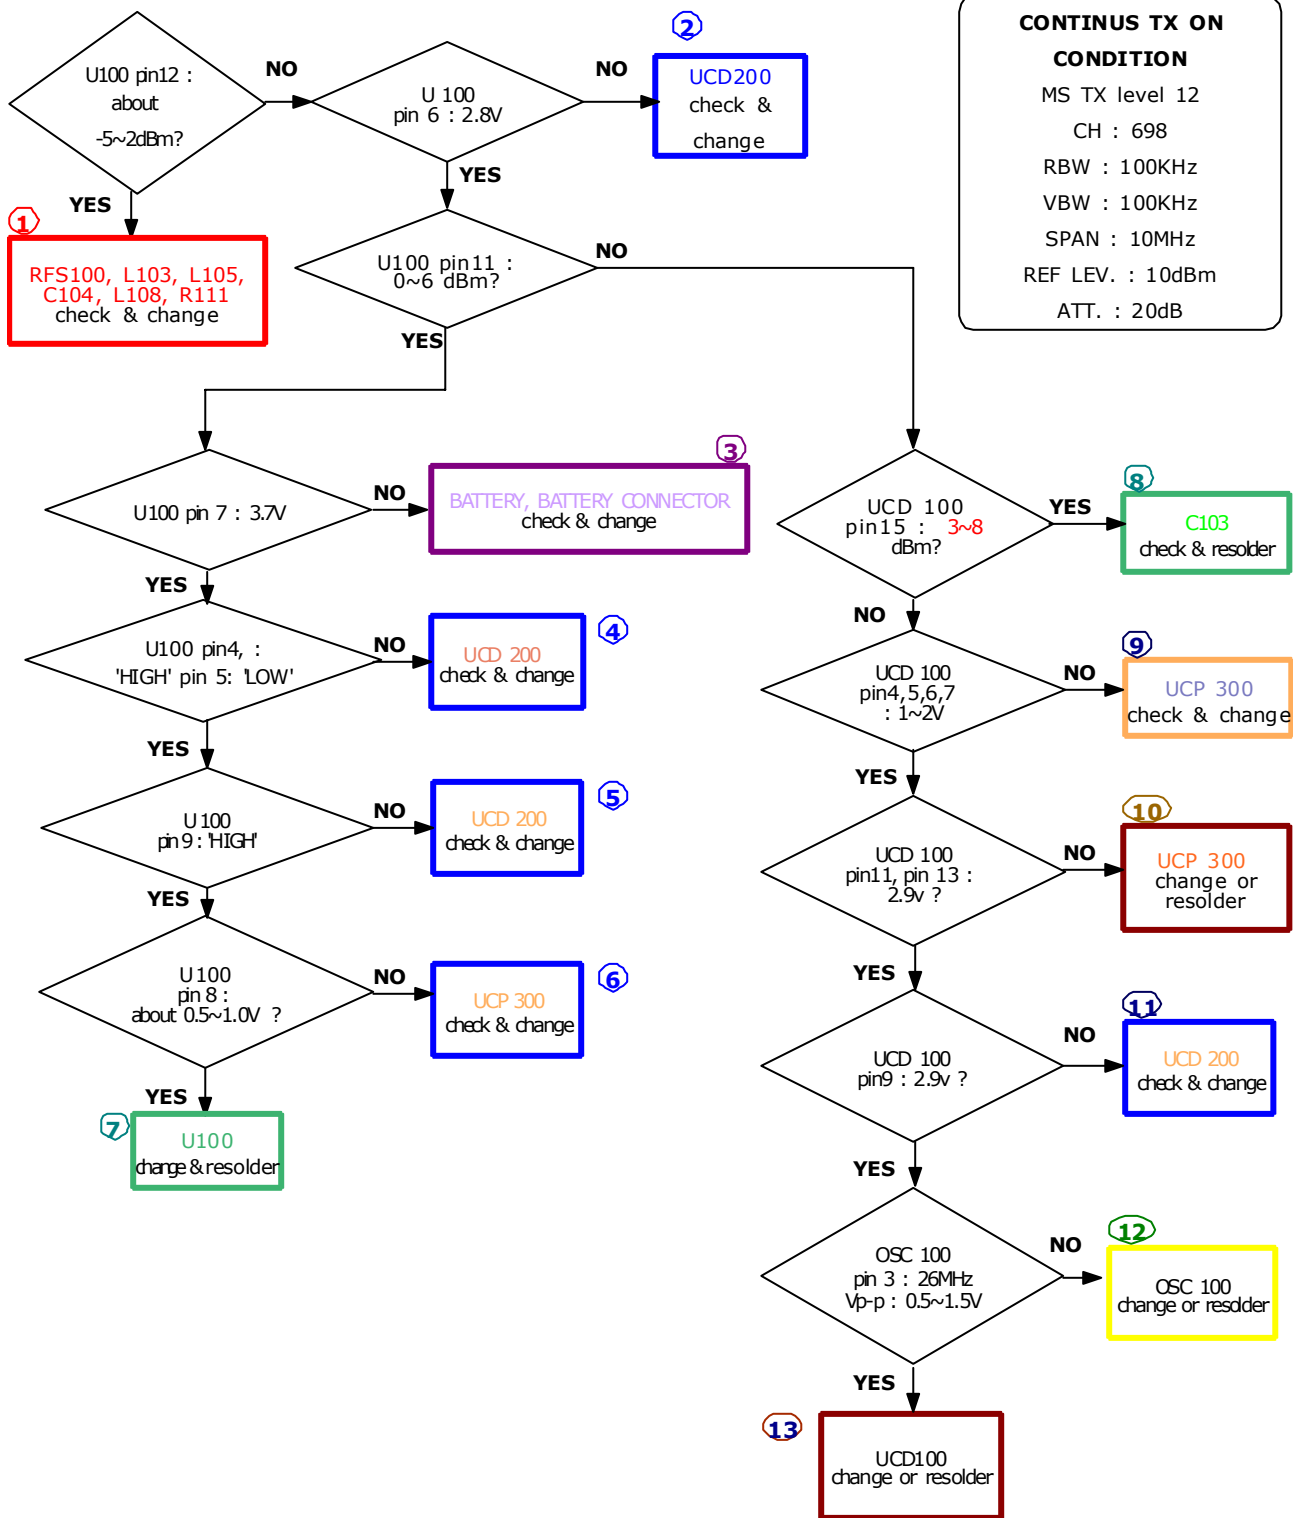 U100 pin12 :
about
-5~2dBm?
NO
U 100
pin 6 : 2.8V
NO
2
UCD200
check &
change
CONTINUS TX ON
CONDITION
MS TX level 12
CH : 698
RBW : 100KHz
VBW : 100KHz
SPAN : 10MHz
REF LEV. : 10dBm
ATT. : 20dB
YES
YES
1
RFS100, L103, L105,
C104, L108, R111
check & change
U100 pin11 :
0~6 dBm?
NO
YES
U100 pin 7 : 3.7V
NO
3
BATTERY, BATTERY CONNECTOR
check & change
YES
U100 pin4, :
'HIGH' pin 5: 'LOW'
NO
4
UCD 200
check & change
YES
U 100
pin 9 : 'HIGH'
NO
5
UCD 200
check & change
YES
U 100
pin 8 :
about 0.5~1.0V ?
NO
6
UCP 300
check & change
YES
7
U100
change & resolder
UCD 100
pin15 : 3~8
dBm?
YES
8
C103
check & resolder
NO
UCD 100
pin4,5,6,7
: 1~2V
NO
9
UCP 300
check & change
YES
UCD 100
pin11, pin 13 :
2.9v ?
NO
10
UCP 300
change or
resolder
YES
UCD 100
pin9 : 2.9v ?
NO
11
UCD 200
check & change
YES
OSC 100
pin 3 : 26MHz
Vp-p : 0.5~1.5V
NO
12
OSC 100
change or resolder
YES
13
UCD100
change or resolder